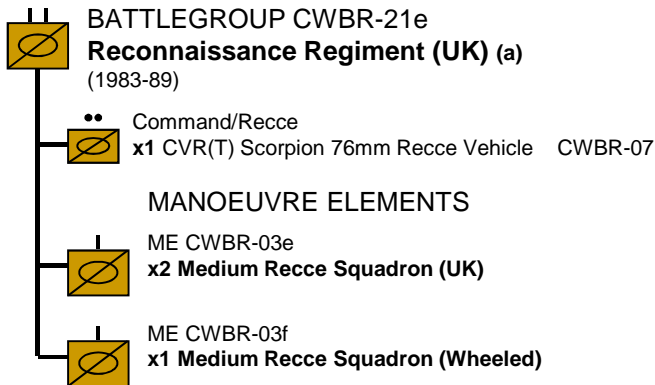 BATTLEGROUP CWBR-21e
Reconnaissance Regiment (UK) (a)
(1983-89)
Command/Recce
x1 CVR(T) Scorpion 76mm Recce Vehicle CWBR-07
MANOEUVRE ELEMENTS
ME CWBR-03e
x2 Medium Recce Squadron (UK)
ME CWBR-03f
x1 Medium Recce Squadron (Wheeled)